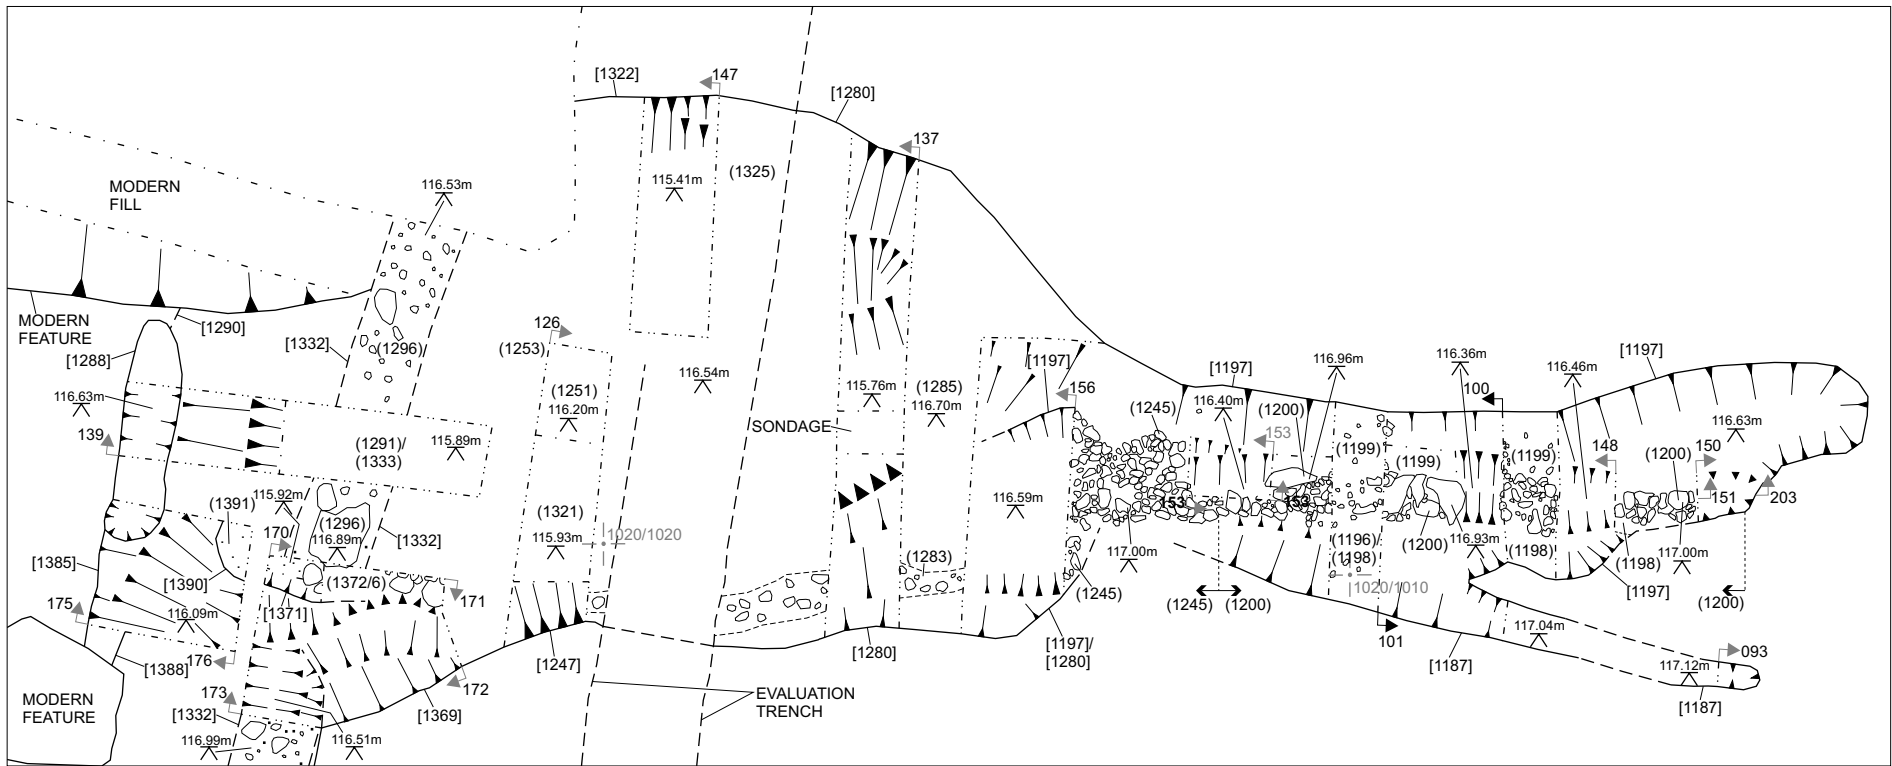 [1322]
147
[1280]
137
116.53m
115.41m
(1325)
MODERN
FILL
MODERN
FEATURE
[1290]
[1288]
[1332]
(1296)
126
(1253)
(1251)
116.20m
116.54m
115.76m
(1285)
116.70m
SONDAGE
[1197]
156
(1245)
[1197]
116.40m
(1200)
153
116.96m
(1199)
116.36m
100
(1199)
116.46m
(1199)
[1197]
148
(1200)
150
116.63m
151
203
116.63m
139
(1291)/
(1333)
115.89m
(1391)
115.92m
170/
(1296)
116.89m
[1332]
(1321)
115.93m
1020/1020
116.59m
153
153
117.00m
(1196)/
(1198)
(1200)
116.93m
(1198)
(1198)
117.00m
[1197]
[1385]
[1390]
(1372/6)
171
[1371]
175
116.09m
176
[1388]
(1283)
(1245)
(1245)
(1200)
1020/1010
(1200)
101
[1187]
117.04m
093
117.12m
[1187]
MODERN
FEATURE
173
[1332]
116.99m
116.51m
172
[1369]
[1247]
EVALUATION
TRENCH
[1280]
[1197]/
[1280]